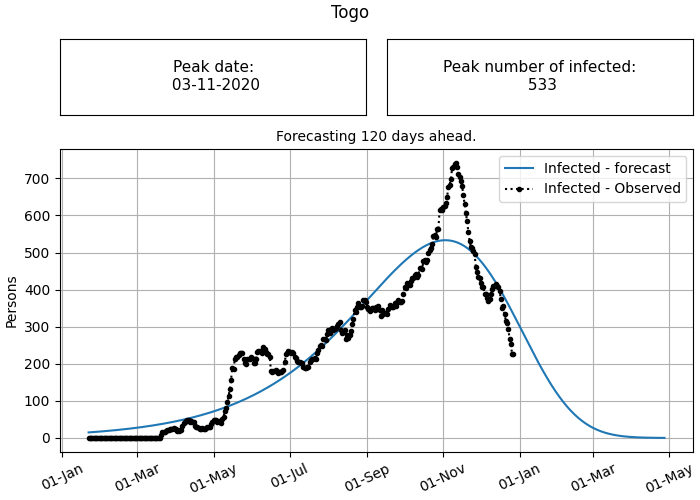 Togo
Peak date:
03-11-2020
Peak number of infected:
533
Forecasting 120 days ahead.
Infected - forecast
Infected - Observed
Persons
700
600
500
400
300
200
100
0
01-Jan
01-Mar
01-May
01-Jul
01-Sep
01-Nov
01-Jan
01-Mar
01-May